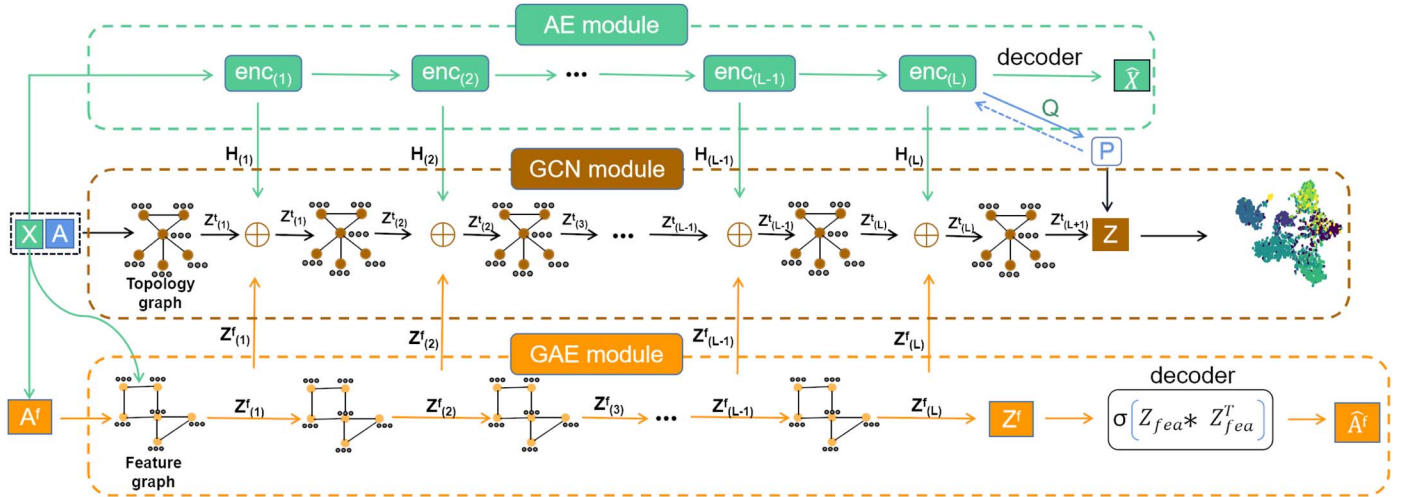 AE module
enc(1)
enc(2)
...
enc(L-1)
enc(L)
decoder
X̂
Q
P
H(1)
H(2)
H(L-1)
H(L)
GCN module
X A
Zᵗ(1)
Zᵗ(1)
Zᵗ(2)
Zᵗ(2)
Zᵗ(3)
...
Zᵗ(L-1)
Zᵗ(L-1)
Zᵗ(L)
Zᵗ(L)
Zᵗ(L+1)
Z
Topology
graph
Zᶠ(1)
Zᶠ(2)
Zᶠ(L-1)
Zᶠ(L)
GAE module
Aᶠ
Zᶠ(1)
Zᶠ(2)
Zᶠ(3)
...
Zᶠ(L-1)
Zᶠ(L)
Zᶠ
decoder
σ(Z_fea * Z_fea^T)
Âᶠ
Feature
graph